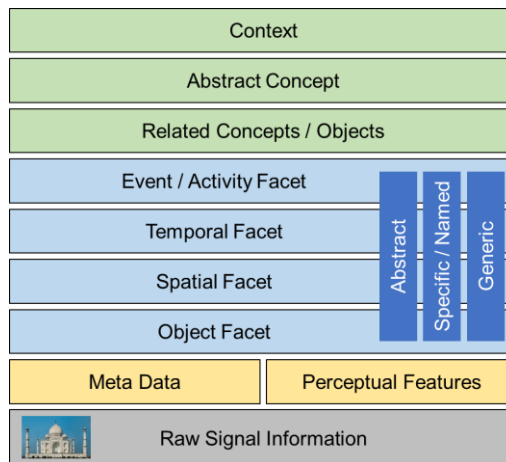 Context
Abstract Concept
Related Concepts / Objects
Event / Activity Facet
Temporal Facet
Spatial Facet
Object Facet
Abstract
Specific / Named
Generic
Meta Data
Perceptual Features
Raw Signal Information